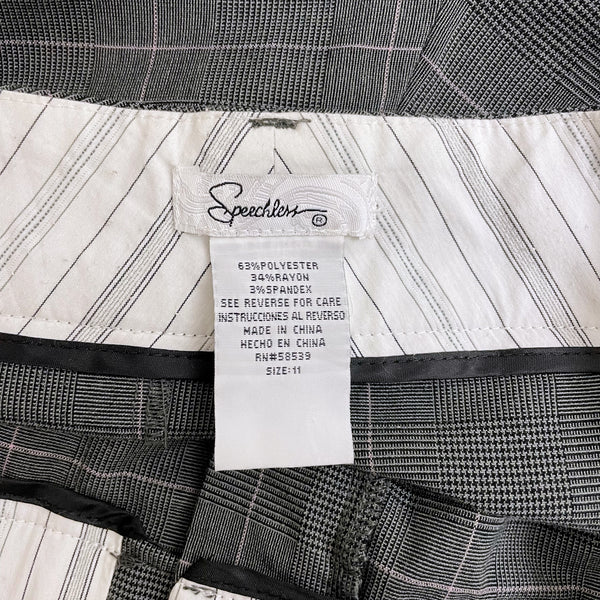 Speechless ®
63%POLYESTER
34%RAYON
3%SPANDEX
SEE REVERSE FOR CARE
INSTRUCCIONES AL REVERSO
MADE IN CHINA
HECHO EN CHINA
RN#58539
SIZE:11